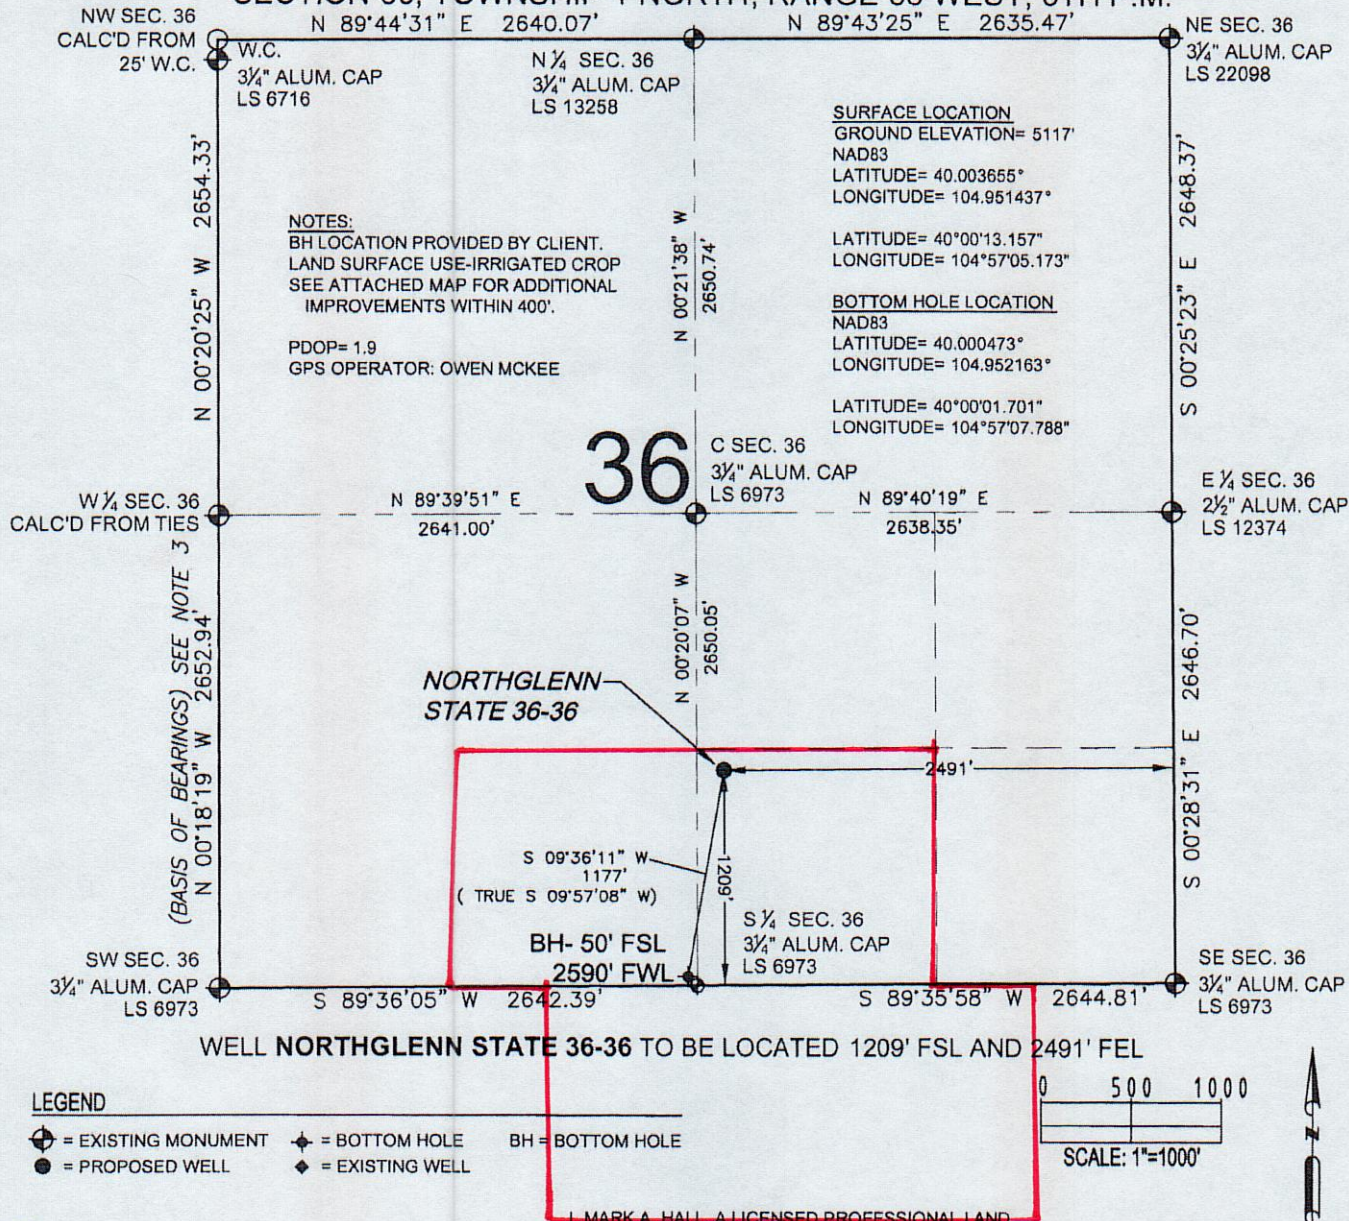 N 89°44'31" E 2640.07'
N 89°43'25" E 2635.47'
NW SEC. 36
CALC'D FROM
25' W.C.
W.C.
3¼" ALUM. CAP
LS 6716
N ¼ SEC. 36
3¼" ALUM. CAP
LS 13258
NE SEC. 36
3¼" ALUM. CAP
LS 22098
SURFACE LOCATION
GROUND ELEVATION= 5117'
NAD83
LATITUDE= 40.003655°
LONGITUDE= 104.951437°
LATITUDE= 40°00'13.157"
LONGITUDE= 104°57'05.173"
BOTTOM HOLE LOCATION
NAD83
LATITUDE= 40.000473°
LONGITUDE= 104.952163°
LATITUDE= 40°00'01.701"
LONGITUDE= 104°57'07.788"
NOTES:
BH LOCATION PROVIDED BY CLIENT.
LAND SURFACE USE-IRRIGATED CROP
SEE ATTACHED MAP FOR ADDITIONAL
IMPROVEMENTS WITHIN 400'.
PDOP= 1.9
GPS OPERATOR: OWEN MCKEE
N 00°20'25" W 2654.33'
N 00°21'38" W
2650.74'
S 00°25'23" E 2648.37'
36
C SEC. 36
3¼" ALUM. CAP
LS 6973
W ¼ SEC. 36
CALC'D FROM TIES
N 89°39'51" E
2641.00'
N 89°40'19" E
2638.35'
E ¼ SEC. 36
2½" ALUM. CAP
LS 12374
(BASIS OF BEARINGS) SEE NOTE 3
N 00°18'19" W 2652.94'
N 00°20'07" W
2650.05'
S 00°28'31" E 2646.70'
NORTHGLENN
STATE 36-36
2491'
1209'
S 09°36'11" W
1177'
( TRUE S 09°57'08" W)
BH- 50' FSL
2590' FWL
S ¼ SEC. 36
3¼" ALUM. CAP
LS 6973
SW SEC. 36
3¼" ALUM. CAP
LS 6973
SE SEC. 36
3¼" ALUM. CAP
LS 6973
S 89°36'05" W 2642.39'
S 89°35'58" W 2644.81'
WELL NORTHGLENN STATE 36-36 TO BE LOCATED 1209' FSL AND 2491' FEL
LEGEND
= EXISTING MONUMENT = BOTTOM HOLE BH = BOTTOM HOLE
= PROPOSED WELL = EXISTING WELL
0 500 1000
SCALE: 1"=1000'
N
I, MARK A. HALL, A LICENSED PROFESSIONAL LAND